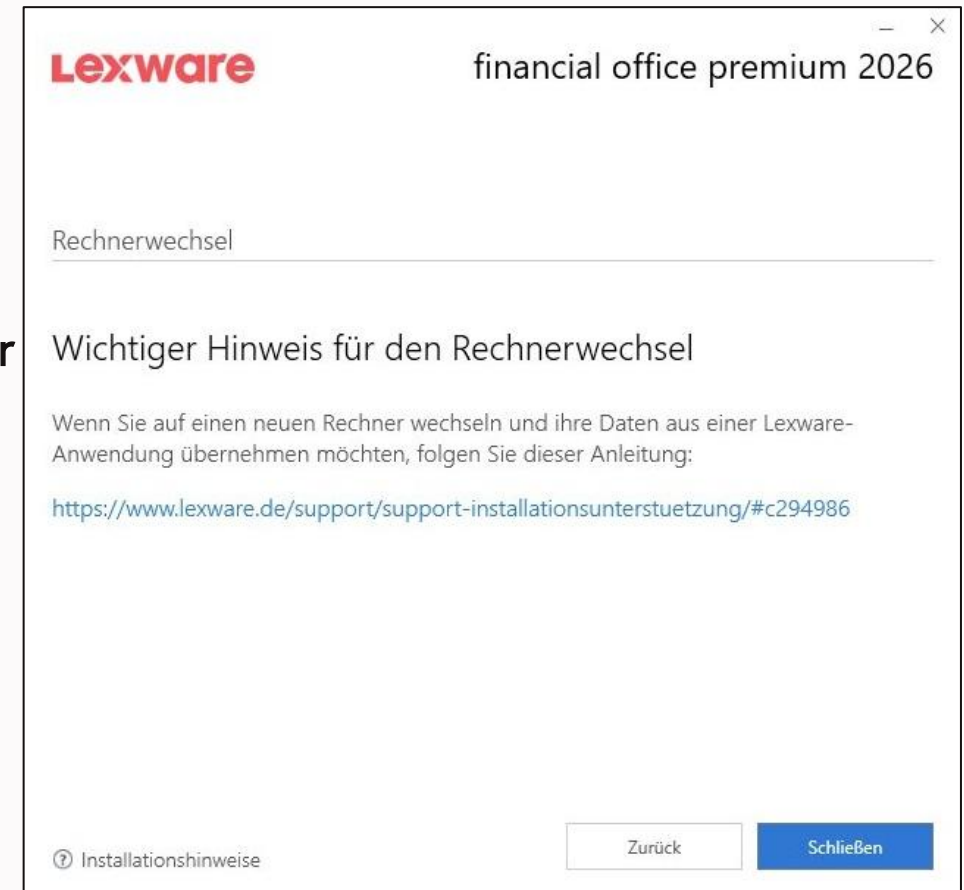 Lexware
financial office premium 2026
Rechnerwechsel
r
Wichtiger Hinweis für den Rechnerwechsel
Wenn Sie auf einen neuen Rechner wechseln und ihre Daten aus einer Lexware-
Anwendung übernehmen möchten, folgen Sie dieser Anleitung:
https://www.lexware.de/support/support-installationsunterstuetzung/#c294986
Installationshinweise
Zurück
Schließen